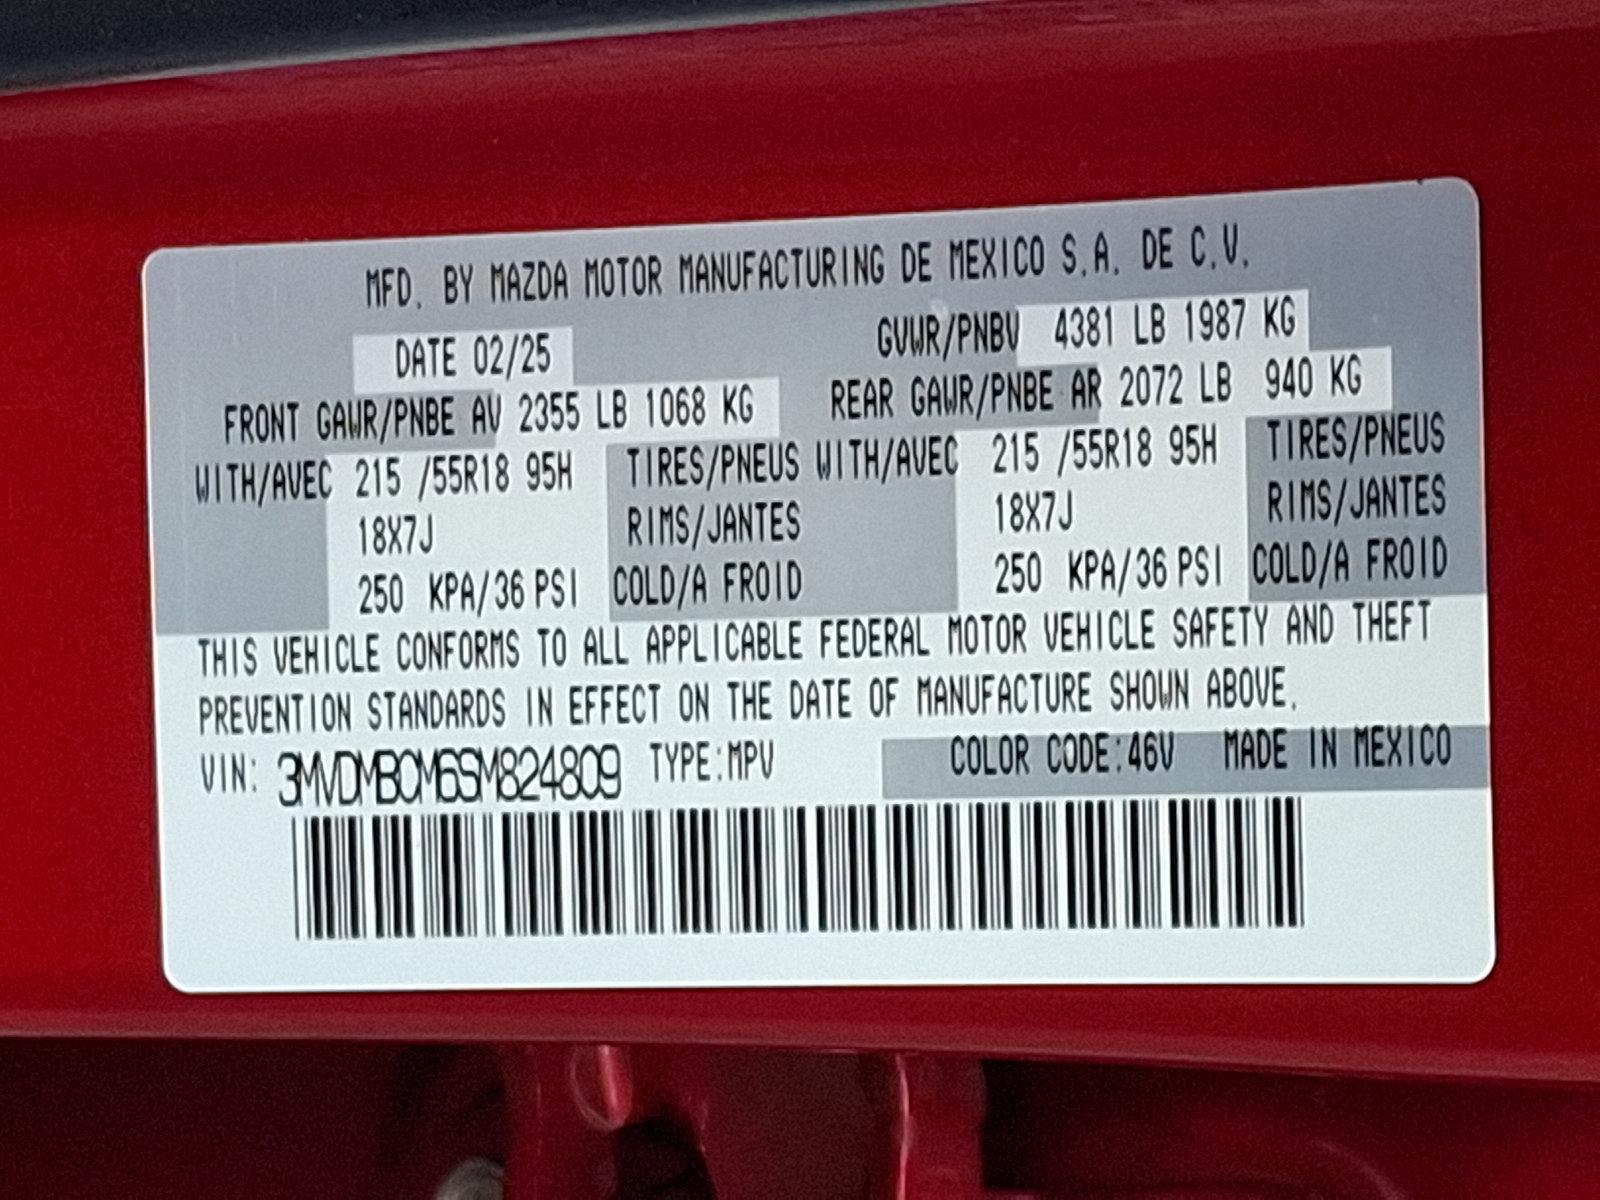 MFD. BY MAZDA MOTOR MANUFACTURING DE MEXICO S.A. DE C.V.
DATE 02/25 GVWR/PNBV 4381 LB 1987 KG
FRONT GAWR/PNBE AV 2355 LB 1068 KG REAR GAWR/PNBE AR 2072 LB 940 KG
WITH/AVEC 215 /55R18 95H TIRES/PNEUS WITH/AVEC 215 /55R18 95H TIRES/PNEUS
18X7J RIMS/JANTES 18X7J RIMS/JANTES
250 KPA/36 PSI COLD/A FROID 250 KPA/36 PSI COLD/A FROID
THIS VEHICLE CONFORMS TO ALL APPLICABLE FEDERAL MOTOR VEHICLE SAFETY AND THEFT
PREVENTION STANDARDS IN EFFECT ON THE DATE OF MANUFACTURE SHOWN ABOVE.
VIN: 3MVDMBCM6SM824809 TYPE:MPV COLOR CODE:46V MADE IN MEXICO